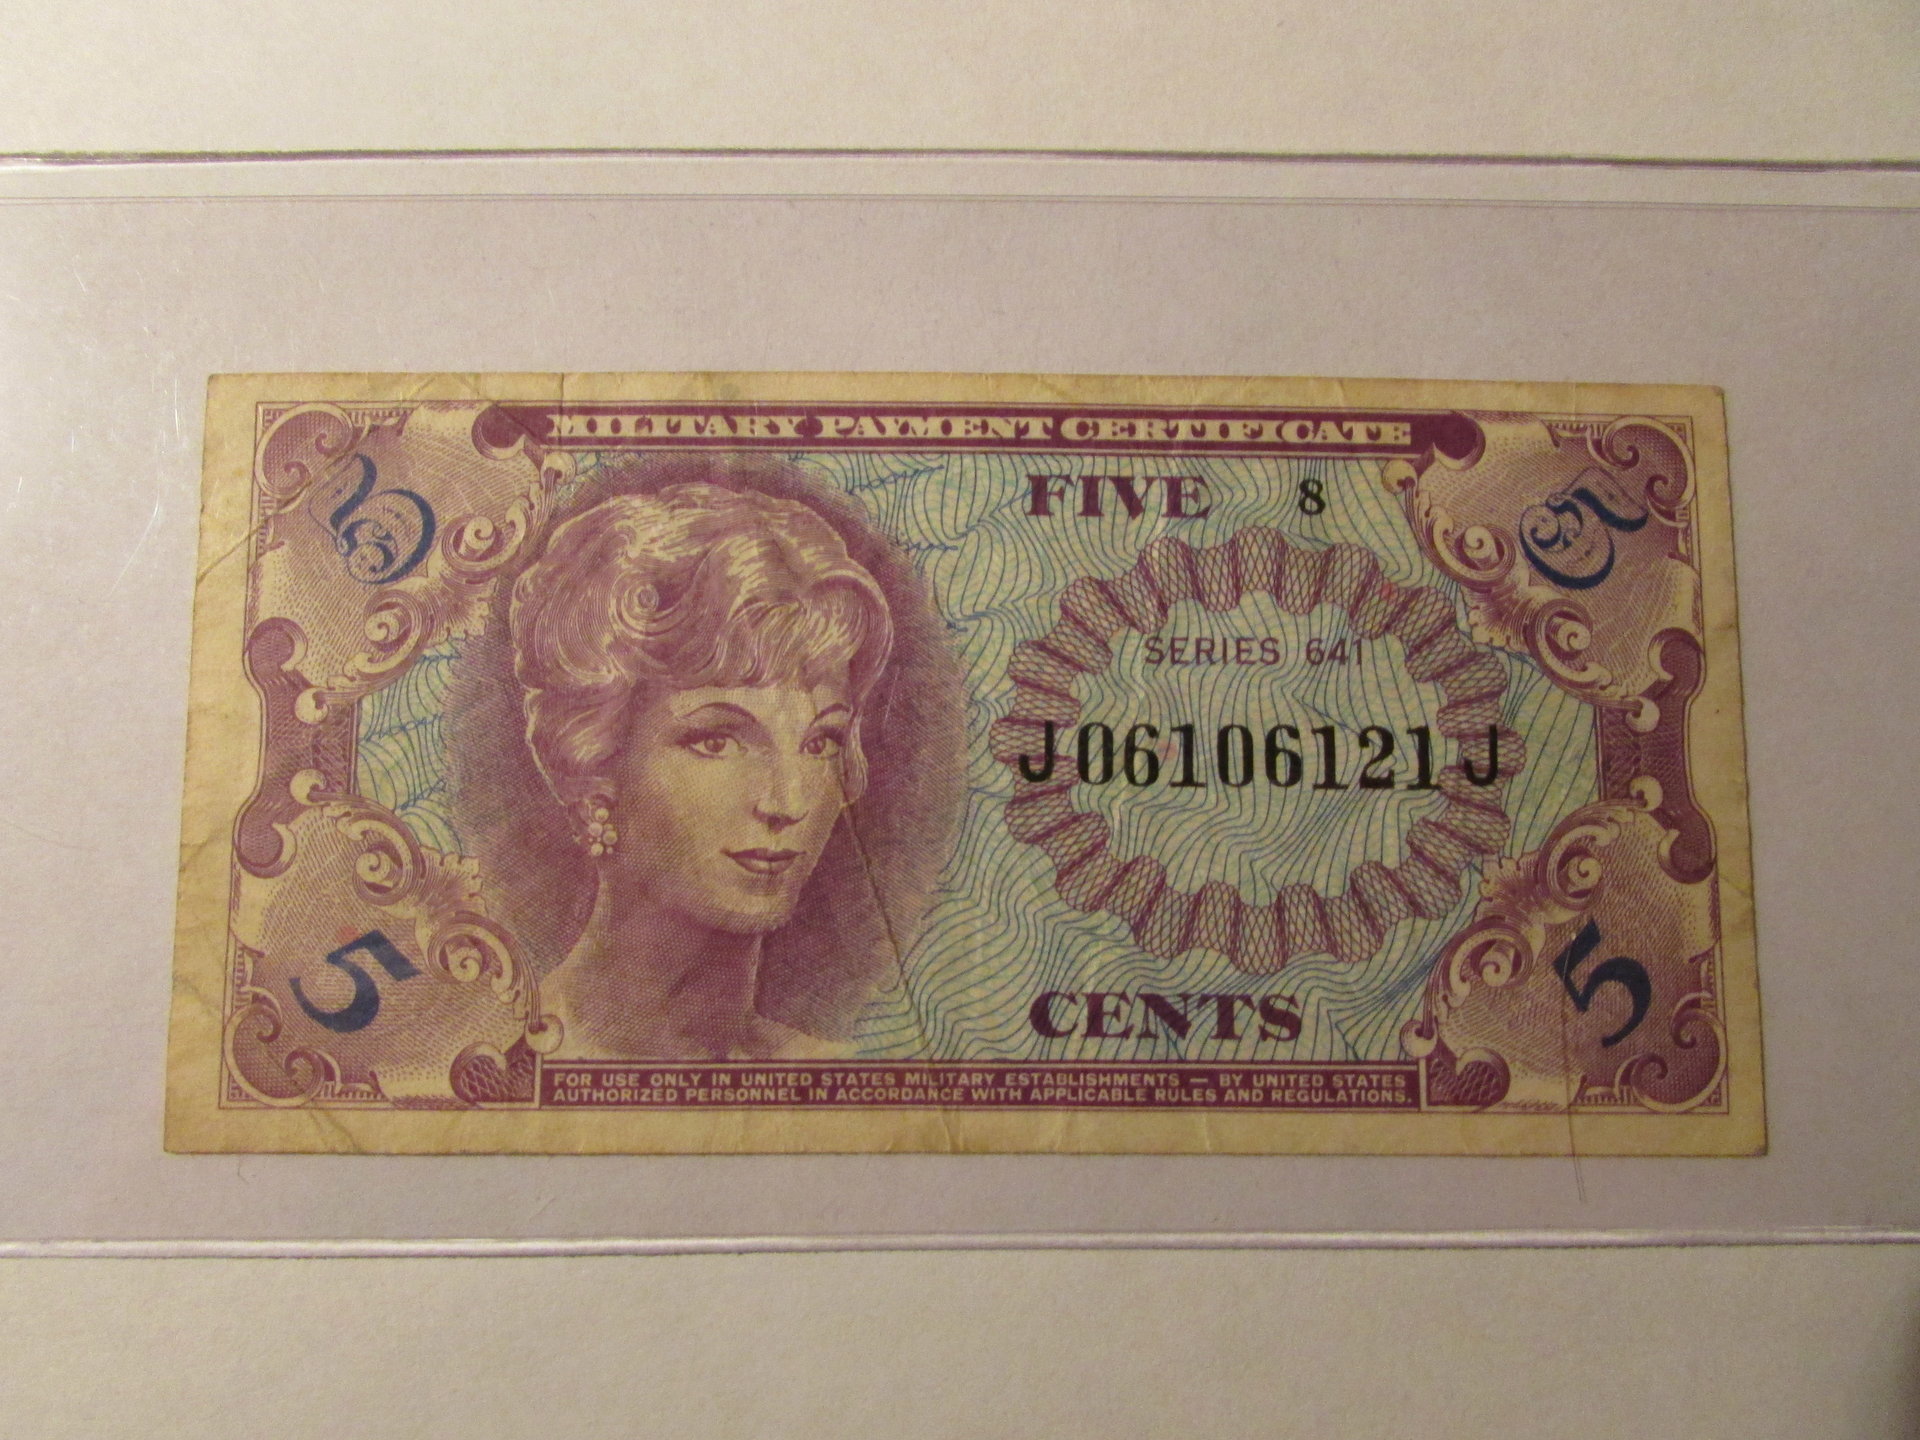 MILITARY PAYMENT CERTIFICATE
5
FIVE 8
5
SERIES 641
J06106121J
5
CENTS
5
FOR USE ONLY IN UNITED STATES MILITARY ESTABLISHMENTS — BY UNITED STATES
AUTHORIZED PERSONNEL IN ACCORDANCE WITH APPLICABLE RULES AND REGULATIONS.